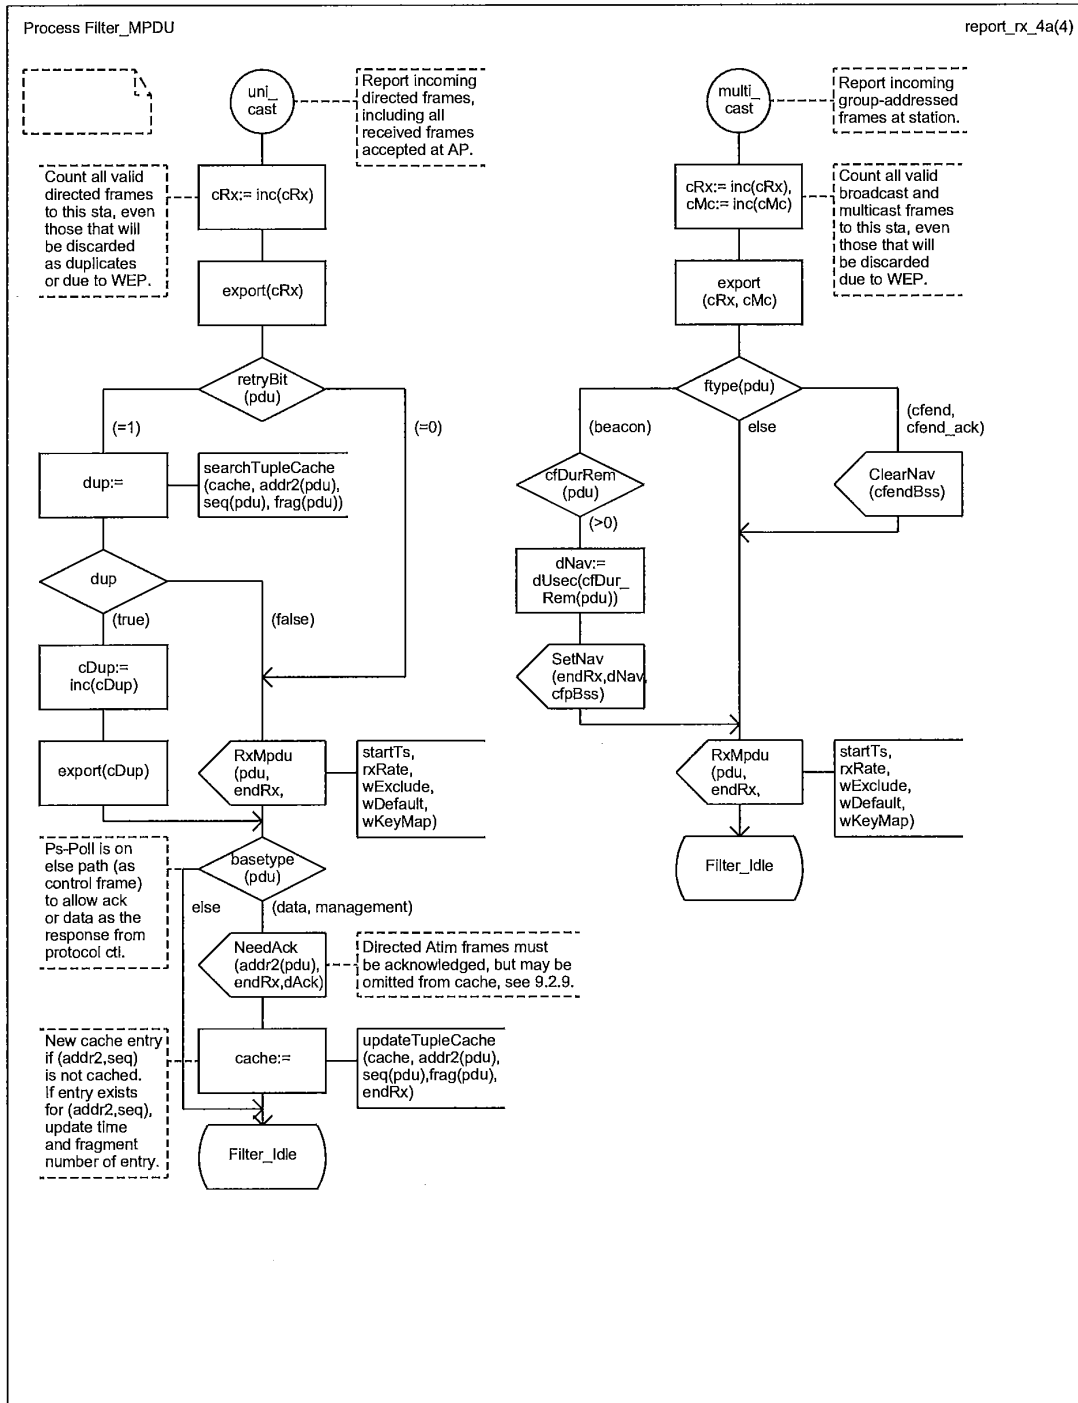 Process Filter_MPDU
report_rx_4a(4)
uni_
cast
Report incoming
directed frames,
including all
received frames
accepted at AP.
Count all valid
directed frames
to this sta, even
those that will
be discarded
as duplicates
or due to WEP.
cRx:= inc(cRx)
export(cRx)
retryBit
(pdu)
(=1)
(=0)
dup:=
searchTupleCache
(cache, addr2(pdu),
seq(pdu), frag(pdu))
dup
(true)
(false)
cDup:=
inc(cDup)
export(cDup)
RxMpdu
(pdu,
endRx,
startTs,
rxRate,
wExclude,
wDefault,
wKeyMap)
Ps-Poll is on
else path (as
control frame)
to allow ack
or data as the
response from
protocol ctl.
basetype
(pdu)
else
(data, management)
NeedAck
(addr2(pdu),
endRx,dAck)
Directed Atim frames must
be acknowledged, but may be
omitted from cache, see 9.2.9.
New cache entry
if (addr2,seq)
is not cached.
If entry exists
for (addr2,seq),
update time
and fragment
number of entry.
cache:=
updateTupleCache
(cache, addr2(pdu),
seq(pdu),frag(pdu),
endRx)
Filter_Idle
multi_
cast
Report incoming
group-addressed
frames at station.
cRx:= inc(cRx),
cMc:= inc(cMc)
Count all valid
broadcast and
multicast frames
to this sta, even
those that will
be discarded
due to WEP.
export
(cRx, cMc)
ftype(pdu)
(beacon)
else
(cfend,
cfend_ack)
cfDurRem
(pdu)
(>0)
ClearNav
(cfendBss)
dNav:=
dUsec(cfDur_
Rem(pdu))
SetNav
(endRx,dNav,
cfpBss)
RxMpdu
(pdu,
endRx,
startTs,
rxRate,
wExclude,
wDefault,
wKeyMap)
Filter_Idle